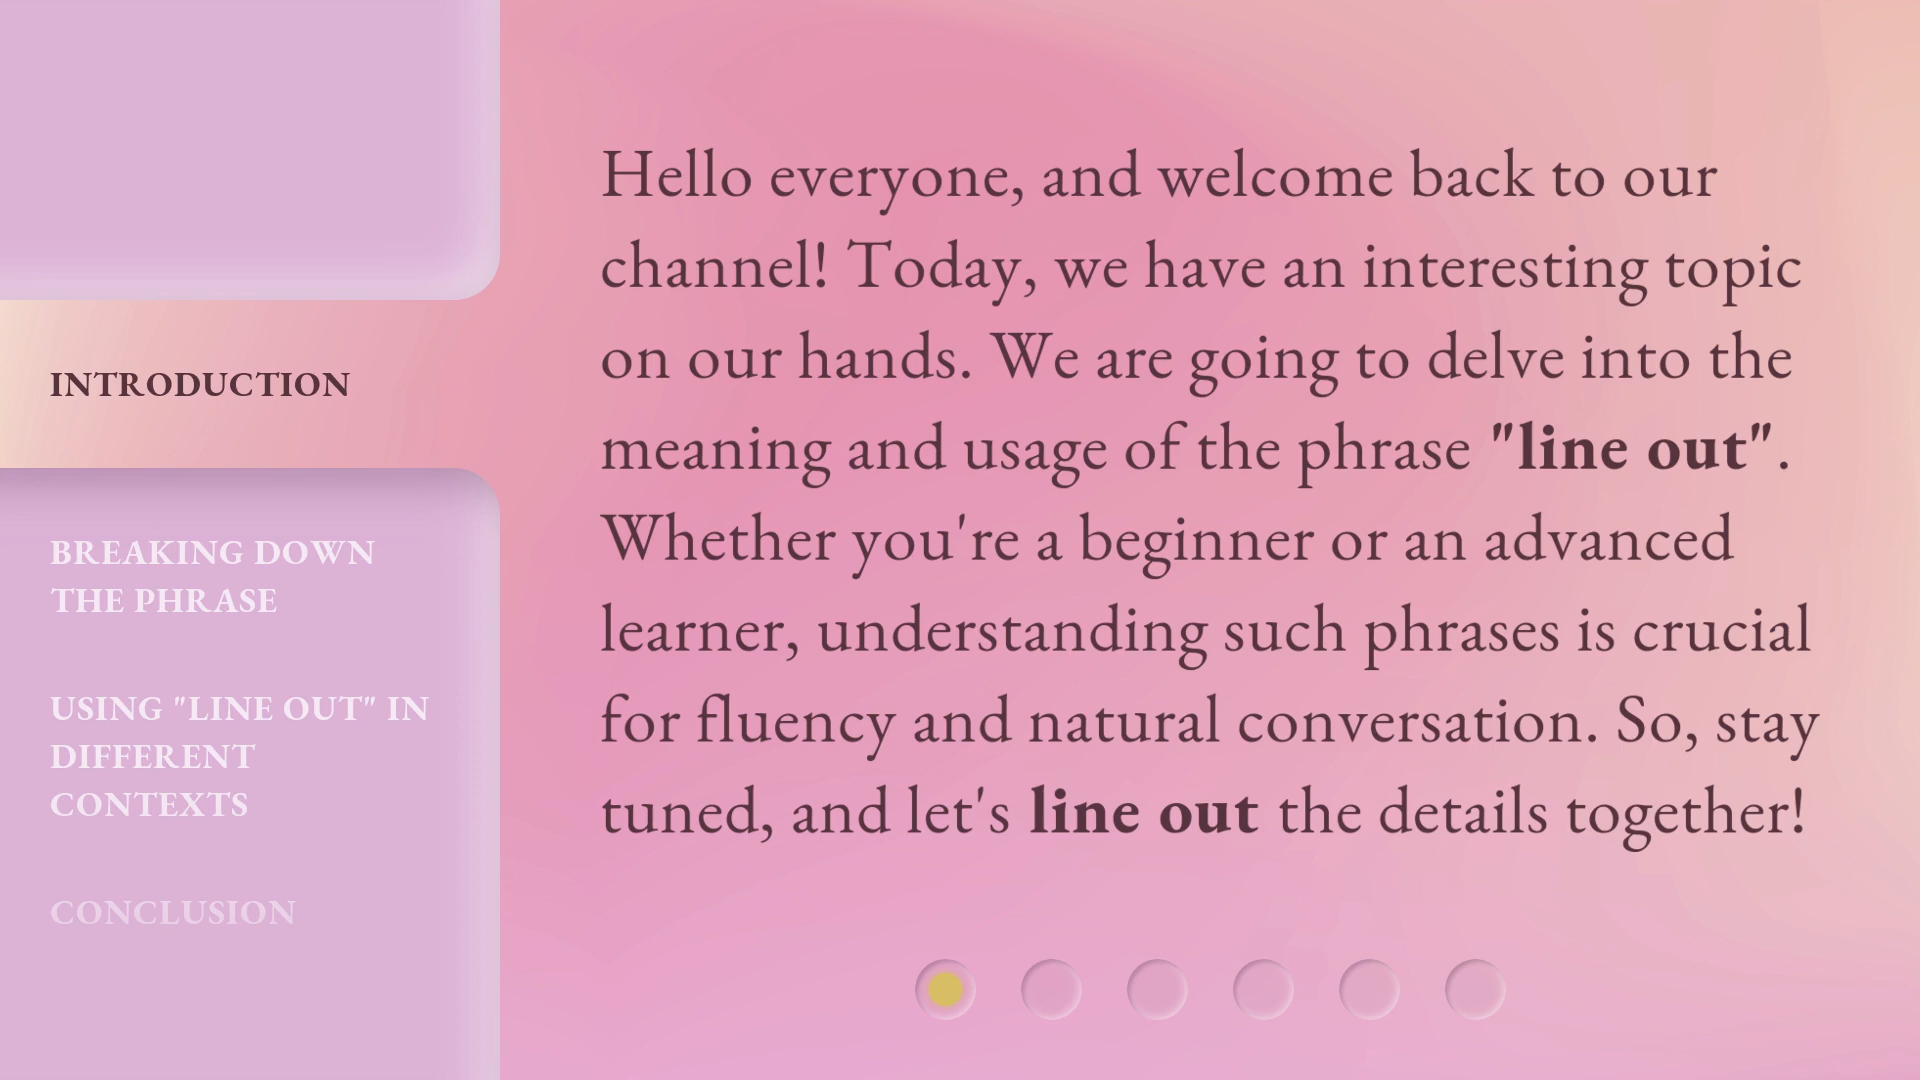 INTRODUCTION
BREAKING DOWN
THE PHRASE
USING "LINE OUT" IN
DIFFERENT
CONTEXTS
CONCLUSION
Hello everyone, and welcome back to our
channel! Today, we have an interesting topic
on our hands. We are going to delve into the
meaning and usage of the phrase "line out".
Whether you're a beginner or an advanced
learner, understanding such phrases is crucial
for fluency and natural conversation. So, stay
tuned, and let's line out the details together!